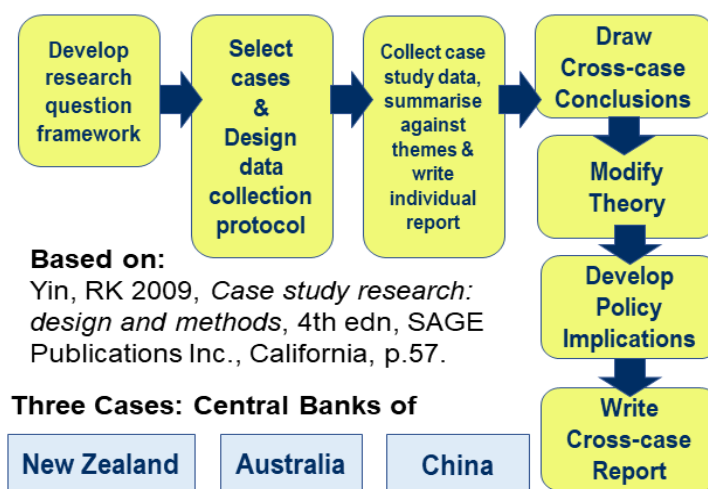 Develop
research
question
framework
Select
cases
&
Design
data
collection
protocol
Collect case
study data,
summarise
against
themes &
write
individual
report
Draw
Cross-case
Conclusions
Modify
Theory
Develop
Policy
Implications
Write
Cross-case
Report
Based on:
Yin, RK 2009, Case study research:
design and methods, 4th edn, SAGE
Publications Inc., California, p.57.
Three Cases: Central Banks of
New Zealand
Australia
China